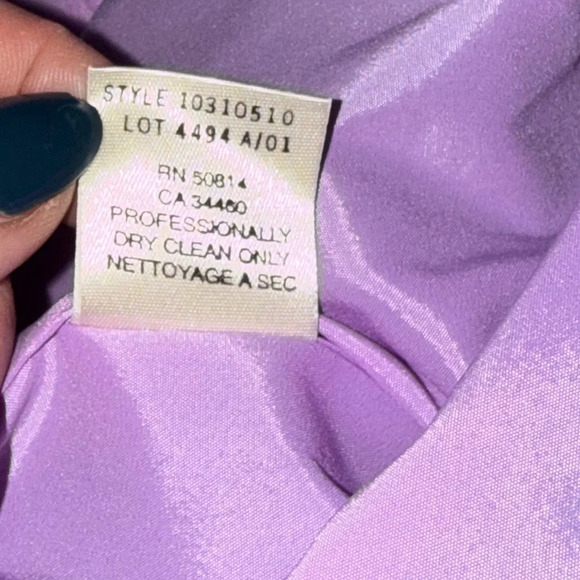 STYLE 10310510
LOT 4494 A/01
RN 50814
CA 34460
PROFESSIONALLY
DRY CLEAN ONLY
NETTOYAGE A SEC